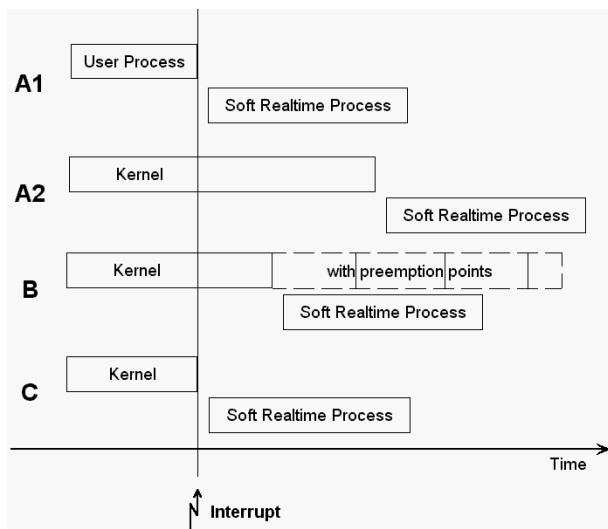 User Process
A1
Soft Realtime Process
Kernel
A2
Soft Realtime Process
Kernel
with preemption points
B
Soft Realtime Process
Kernel
C
Soft Realtime Process
Time
Interrupt